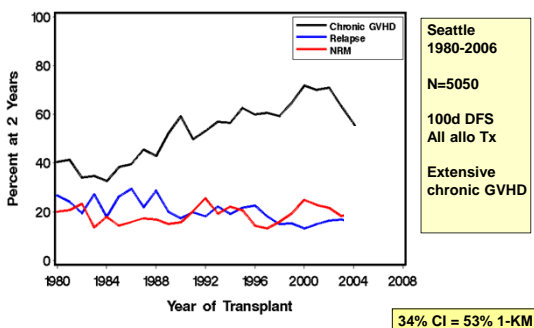 100
80
60
40
20
0
Percent at 2 Years
Chronic GVHD
Relapse
NRM
1980 1984 1988 1992 1996 2000 2004 2008
Year of Transplant
Seattle
1980-2006
N=5050
100d DFS
All allo Tx
Extensive
chronic GVHD
34% CI = 53% 1-KM